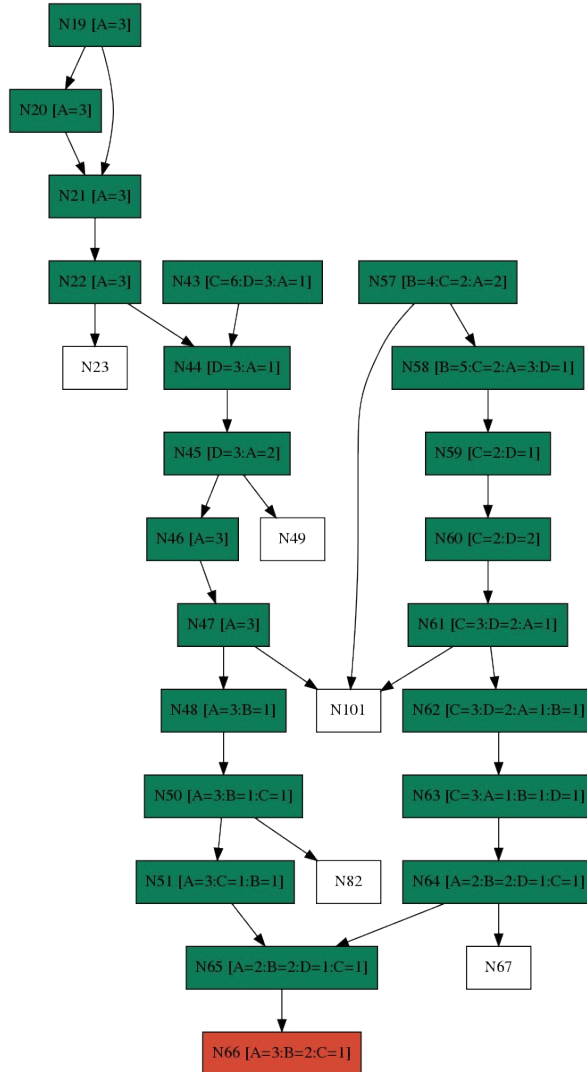 N19 [A=3]
N20 [A=3]
N21 [A=3]
N22 [A=3]
N43 [C=6:D=3:A=1]
N57 [B=4:C=2:A=2]
N23
N44 [D=3:A=1]
N58 [B=5:C=2:A=3:D=1]
N45 [D=3:A=2]
N59 [C=2:D=1]
N46 [A=3]
N49
N60 [C=2:D=2]
N47 [A=3]
N61 [C=3:D=2:A=1]
N48 [A=3:B=1]
N101
N62 [C=3:D=2:A=1:B=1]
N50 [A=3:B=1:C=1]
N63 [C=3:A=1:B=1:D=1]
N51 [A=3:C=1:B=1]
N82
N64 [A=2:B=2:D=1:C=1]
N65 [A=2:B=2:D=1:C=1]
N67
N66 [A=3:B=2:C=1]